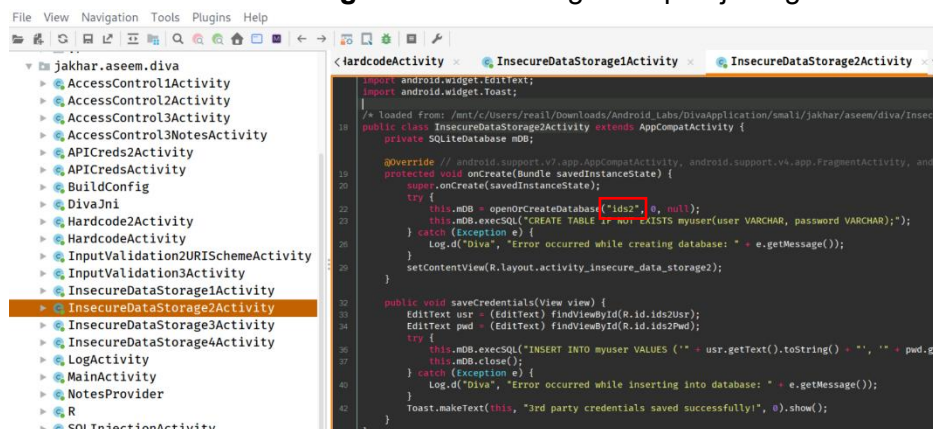 File View Navigation Tools Plugins Help
jakhar.aseem.diva
AccessControl1Activity
AccessControl2Activity
AccessControl3Activity
AccessControl3NotesActivity
APICreds2Activity
APICredsActivity
BuildConfig
DivaJni
Hardcode2Activity
HardcodeActivity
InputValidation2URISchemeActivity
InputValidation3Activity
InsecureDataStorage1Activity
InsecureDataStorage2Activity
InsecureDataStorage3Activity
InsecureDataStorage4Activity
LogActivity
MainActivity
NotesProvider
R
SQLInjectionActivity
HardcodeActivity × InsecureDataStorage1Activity × InsecureDataStorage2Activity ×
import android.widget.EditText;
import android.widget.Toast;
/* loaded from: /mnt/c/Users/reail/Downloads/Android_Labs/DivaApplication/smali/jakhar/aseem/diva/Insec
18 public class InsecureDataStorage2Activity extends AppCompatActivity {
private SQLiteDatabase mDB;
@Override // android.support.v7.app.AppCompatActivity, android.support.v4.app.FragmentActivity, and
19 protected void onCreate(Bundle savedInstanceState) {
20 super.onCreate(savedInstanceState);
try {
22 this.mDB = openOrCreateDatabase("ids2", 0, null);
23 this.mDB.execSQL("CREATE TABLE IF NOT EXISTS myuser(user VARCHAR, password VARCHAR);");
} catch (Exception e) {
26 Log.d("Diva", "Error occurred while creating database: " + e.getMessage());
}
29 setContentView(R.layout.activity_insecure_data_storage2);
}
32 public void saveCredentials(View view) {
33 EditText usr = (EditText) findViewById(R.id.ids2Usr);
34 EditText pwd = (EditText) findViewById(R.id.ids2Pwd);
try {
36 this.mDB.execSQL("INSERT INTO myuser VALUES ('" + usr.getText().toString() + "', '" + pwd.g
37 this.mDB.close();
} catch (Exception e) {
40 Log.d("Diva", "Error occurred while inserting into database: " + e.getMessage());
}
42 Toast.makeText(this, "3rd party credentials saved successfully!", 0).show();
}